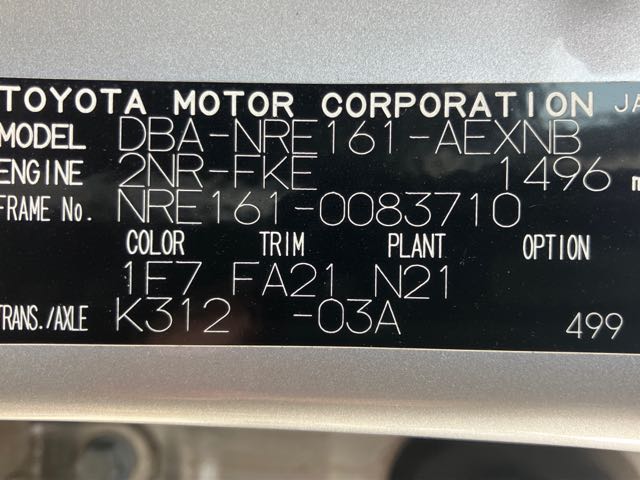 TOYOTA MOTOR CORPORATION JA
MODEL DBA-NRE161-AEXNB
ENGINE 2NR-FKE 1496 m
FRAME No. NRE161-0083710
COLOR TRIM PLANT OPTION
1F7 FA21 N21
TRANS./AXLE K312 -03A 499